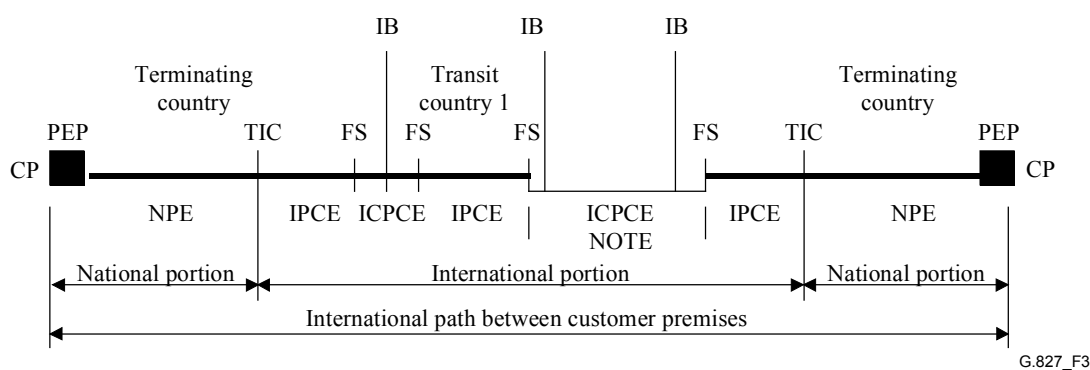 IB IB IB
Terminating Transit Terminating
country country 1 country
PEP TIC FS FS FS FS TIC PEP
CP CP
NPE IPCE ICPCE IPCE ICPCE IPCE NPE
NOTE
National portion International portion National portion
International path between customer premises
G.827_F3